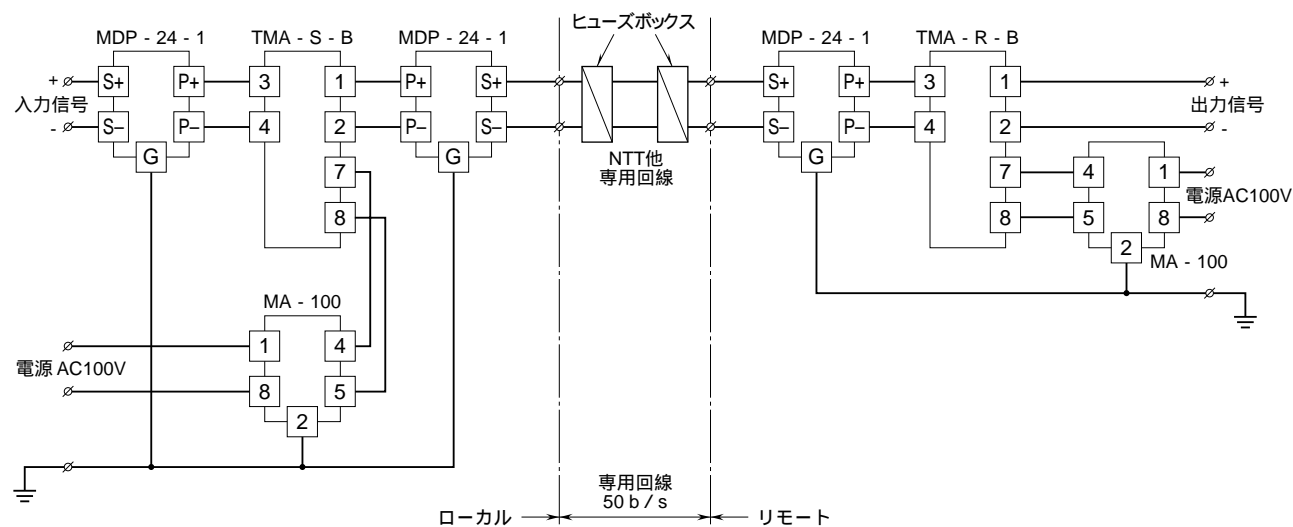 ヒューズボックス
MDP - 24 - 1
TMA - S - B
MDP - 24 - 1
MDP - 24 - 1
TMA - R - B
+
S+
P+
3
1
P+
S+
S+
P+
3
1
+
入力信号
出力信号
-
S–
P–
4
2
P–
S–
S–
P–
4
2
-
G
G
G
NTT他
専用回線
7
8
7
8
4
5
1
8
2
電源AC100V
MA - 100
MA - 100
1
4
電源 AC100V
8
5
2
専用回線
50 b / s
ローカル
リモート